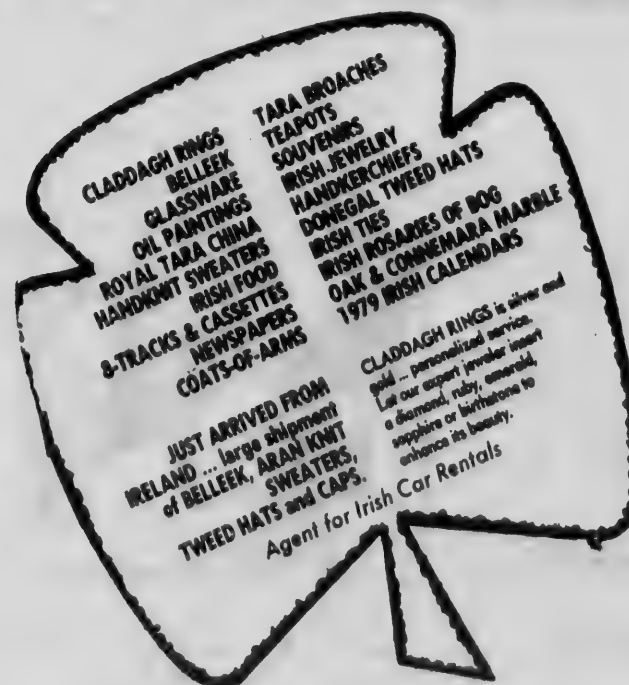 CLADDAGH RINGS
BELLEEK
GLASSWARE
OIL PAINTINGS
ROYAL TARA CHINA
HANDKNIT SWEATERS
IRISH FOOD
8-TRACKS & CASSETTES
NEWSPAPERS
COATS-OF-ARMS
TARA BROACHES
TEAPOTS
SOUVENIRS
IRISH JEWELRY
HANDKERCHIEFS
DONEGAL TWEED HATS
IRISH TIES
IRISH ROSARIES OF BOG
OAK & CONNEMARA MARBLE
1979 IRISH CALENDARS
JUST ARRIVED FROM
IRELAND ... large shipment
of BELLEEK, ARAN KNIT
SWEATERS,
TWEED HATS and CAPS.
CLADDAGH RINGS is silver and
gold ... personalized service.
Let our expert jeweler insert
a diamond, ruby, emerald
sapphire or birthstone to
enhance its beauty.
Agent for Irish Car Rentals